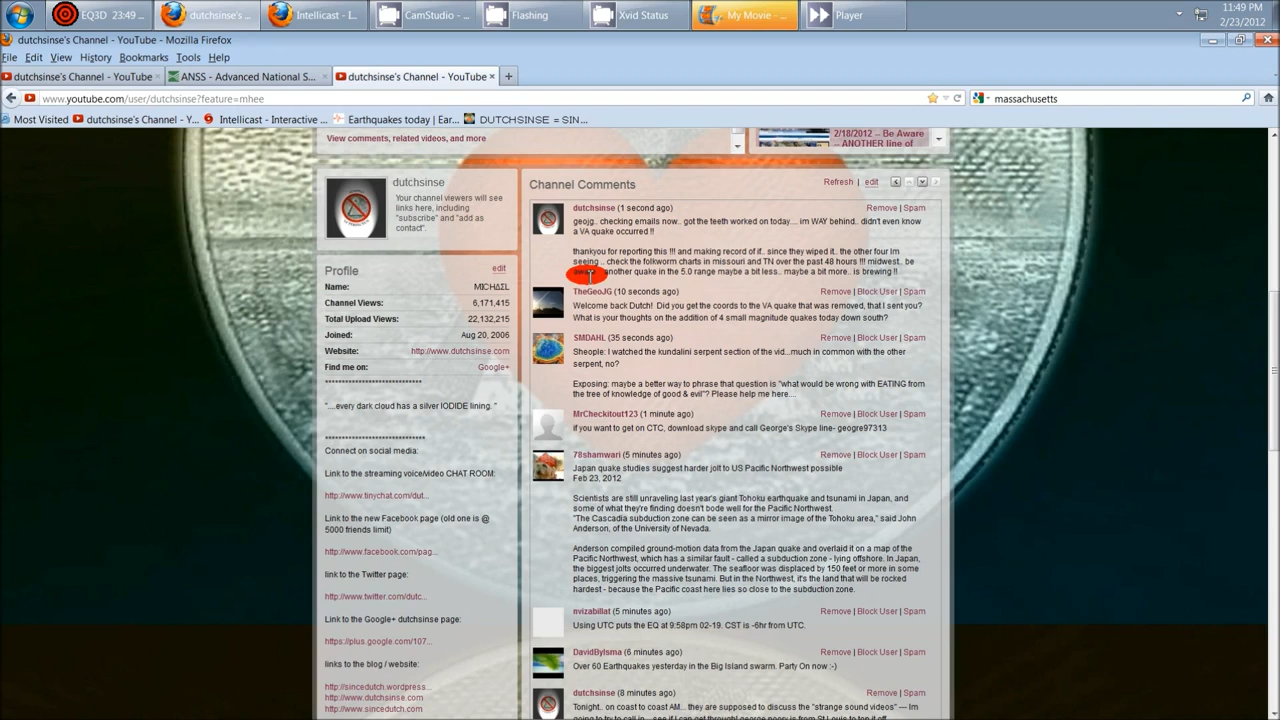 EQ3D 23:49 ...
dutchsinse's ...
Intellicast - I...
CamStudio - ...
Flashing
Xvid Status
My Movie - ...
Player
11:49 PM
2/23/2012
dutchsinse's Channel - YouTube - Mozilla Firefox
File Edit View History Bookmarks Tools Help
dutchsinse's Channel - YouTube
ANSS - Advanced National S...
dutchsinse's Channel - YouTube
www.youtube.com/user/dutchsinse?feature=mhee
massachusetts
Most Visited
dutchsinse's Channel - Y...
Intellicast - Interactive ...
Earthquakes today | Ear...
DUTCHSINSE = SIN...
View comments, related videos, and more
2/18/2012 -- Be Aware
-- ANOTHER line of
dutchsinse
Your channel viewers will see
links here, including
"subscribe" and "add as
contact".
Profile edit
Name: MICHΔΣL
Channel Views: 6,171,415
Total Upload Views: 22,132,215
Joined: Aug 20, 2006
Website: http://www.dutchsinse.com
Find me on: Google+
"....every dark cloud has a silver IODIDE lining. "
Connect on social media:
Link to the streaming voice/video CHAT ROOM:
http://www.tinychat.com/dut...
Link to the new Facebook page (old one is @
5000 friends limit)
http://www.facebook.com/pag...
link to the Twitter page:
http://www.twitter.com/dutc...
Link to the Google+ dutchsinse page:
https://plus.google.com/107...
links to the blog / website:
http://sincedutch.wordpress...
http://www.dutchsinse.com
http://www.sincedutch.com
Channel Comments Refresh | edit
dutchsinse (1 second ago) Remove | Spam
geojg.. checking emails now.. got the teeth worked on today.... im WAY behind.. didn't even know
a VA quake occurred !!
thankyou for reporting this !!! and making record of it.. since they wiped it.. the other four Im
seeing .. check the folkworm charts in missouri and TN over the past 48 hours !!! midwest.. be
aware.. another quake in the 5.0 range maybe a bit less.. maybe a bit more.. is brewing !!
TheGeoJG (10 seconds ago) Remove | Block User | Spam
Welcome back Dutch! Did you get the coords to the VA quake that was removed, that I sent you?
What is your thoughts on the addition of 4 small magnitude quakes today down south?
SMDAHL (35 seconds ago) Remove | Block User | Spam
Sheople: I watched the kundalini serpent section of the vid...much in common with the other
serpent, no?
Exposing: maybe a better way to phrase that question is "what would be wrong with EATING from
the tree of knowledge of good & evil"? Please help me here....
MrCheckitout123 (1 minute ago) Remove | Block User | Spam
if you want to get on CTC, download skype and call George's Skype line- geogre97313
78shamwari (5 minutes ago) Remove | Block User | Spam
Japan quake studies suggest harder jolt to US Pacific Northwest possible
Feb 23, 2012
Scientists are still unraveling last year's giant Tohoku earthquake and tsunami in Japan, and
some of what they're finding doesn't bode well for the Pacific Northwest.
"The Cascadia subduction zone can be seen as a mirror image of the Tohoku area," said John
Anderson, of the University of Nevada.
Anderson compiled ground-motion data from the Japan quake and overlaid it on a map of the
Pacific Northwest, which has a similar fault - called a subduction zone - lying offshore. In Japan,
the biggest jolts occurred underwater. The seafloor was displaced by 150 feet or more in some
places, triggering the massive tsunami. But in the Northwest, it's the land that will be rocked
hardest - because the Pacific coast here lies so close to the subduction zone.
nvizabillat (5 minutes ago) Remove | Block User | Spam
Using UTC puts the EQ at 9:58pm 02-19. CST is -6hr from UTC.
DavidBylsma (6 minutes ago) Remove | Block User | Spam
Over 60 Earthquakes yesterday in the Big Island swarm. Party On now :-)
dutchsinse (8 minutes ago) Remove | Spam
Tonight.. on coast to coast AM...they are supposed to discuss the "strange sound videos" — Im
going to try to call in... see if I can get through! george noory is from St Louis to top it off